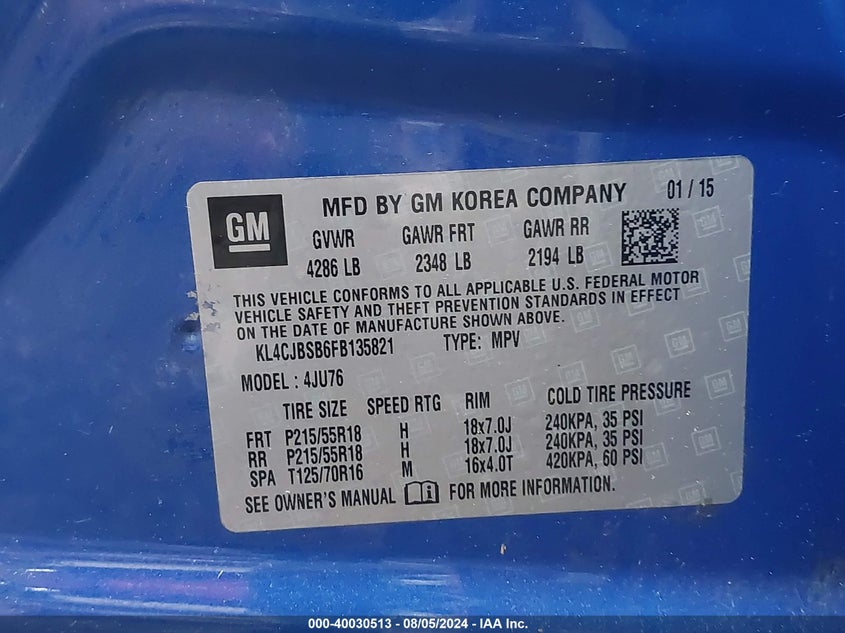 GM MFD BY GM KOREA COMPANY 01 / 15
GVWR GAWR FRT GAWR RR
4286 LB 2348 LB 2194 LB
THIS VEHICLE CONFORMS TO ALL APPLICABLE U.S. FEDERAL MOTOR
VEHICLE SAFETY AND THEFT PREVENTION STANDARDS IN EFFECT
ON THE DATE OF MANUFACTURE SHOWN ABOVE.
KL4CJBSB6FB135821 TYPE: MPV
MODEL : 4JU76
TIRE SIZE SPEED RTG RIM COLD TIRE PRESSURE
FRT P215/55R18 H 18x7.0J 240KPA, 35 PSI
RR P215/55R18 H 18x7.0J 240KPA, 35 PSI
SPA T125/70R16 M 16x4.0T 420KPA, 60 PSI
SEE OWNER'S MANUAL FOR MORE INFORMATION.
000-40030513 - 08/05/2024 - IAA Inc.